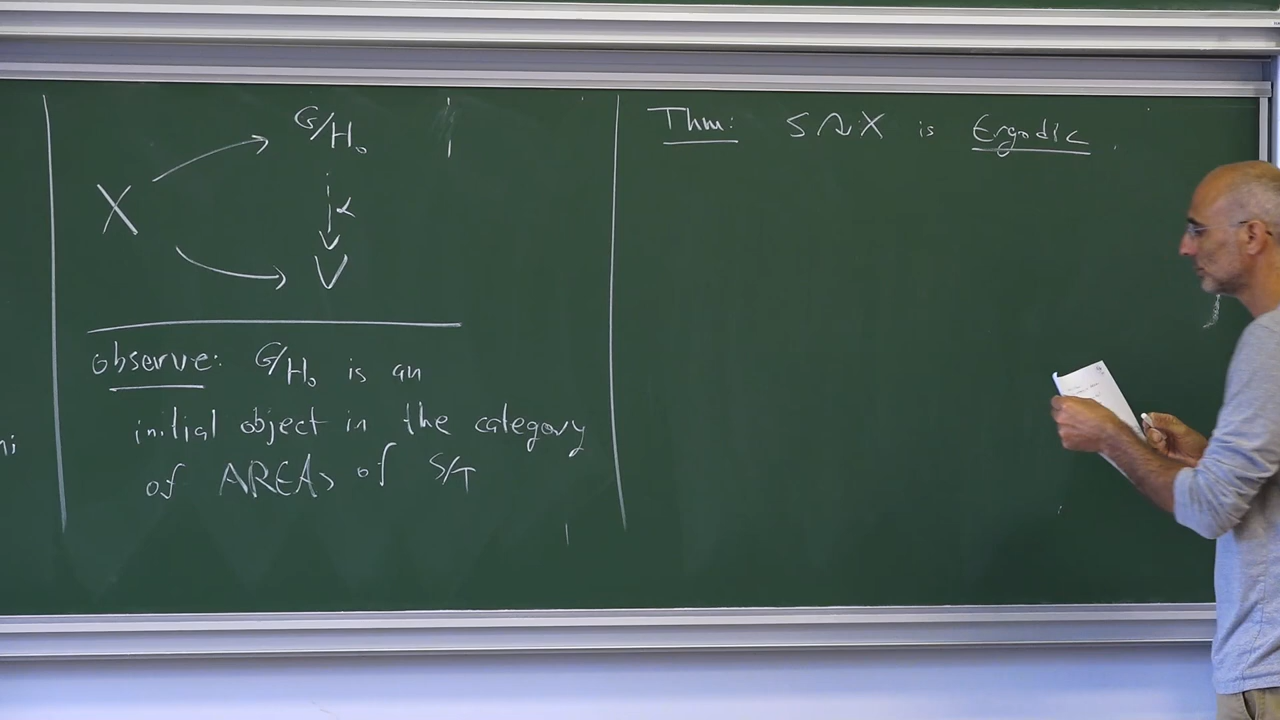 G/H₀
X
α
V
observe: G/H₀ is an
initial object in the category
of AREAs of S/T
Thm: S ↷ X is Ergodic.